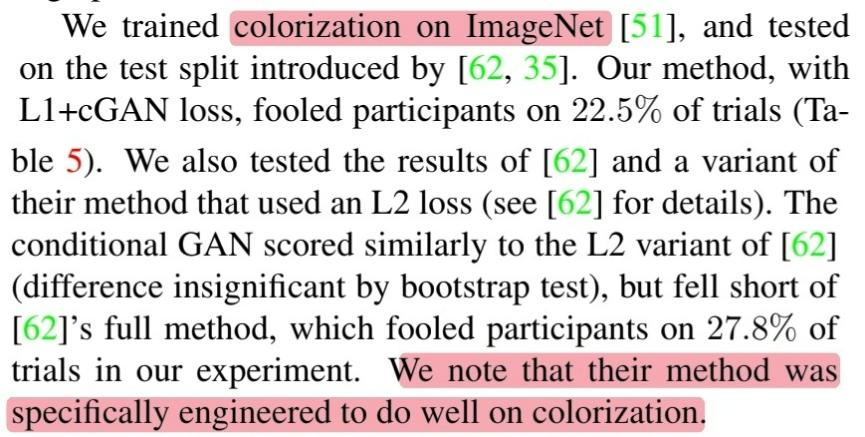 We trained colorization on ImageNet [51], and tested
on the test split introduced by [62, 35]. Our method, with
L1+cGAN loss, fooled participants on 22.5% of trials (Ta-
ble 5). We also tested the results of [62] and a variant of
their method that used an L2 loss (see [62] for details). The
conditional GAN scored similarly to the L2 variant of [62]
(difference insignificant by bootstrap test), but fell short of
[62]'s full method, which fooled participants on 27.8% of
trials in our experiment. We note that their method was
specifically engineered to do well on colorization.